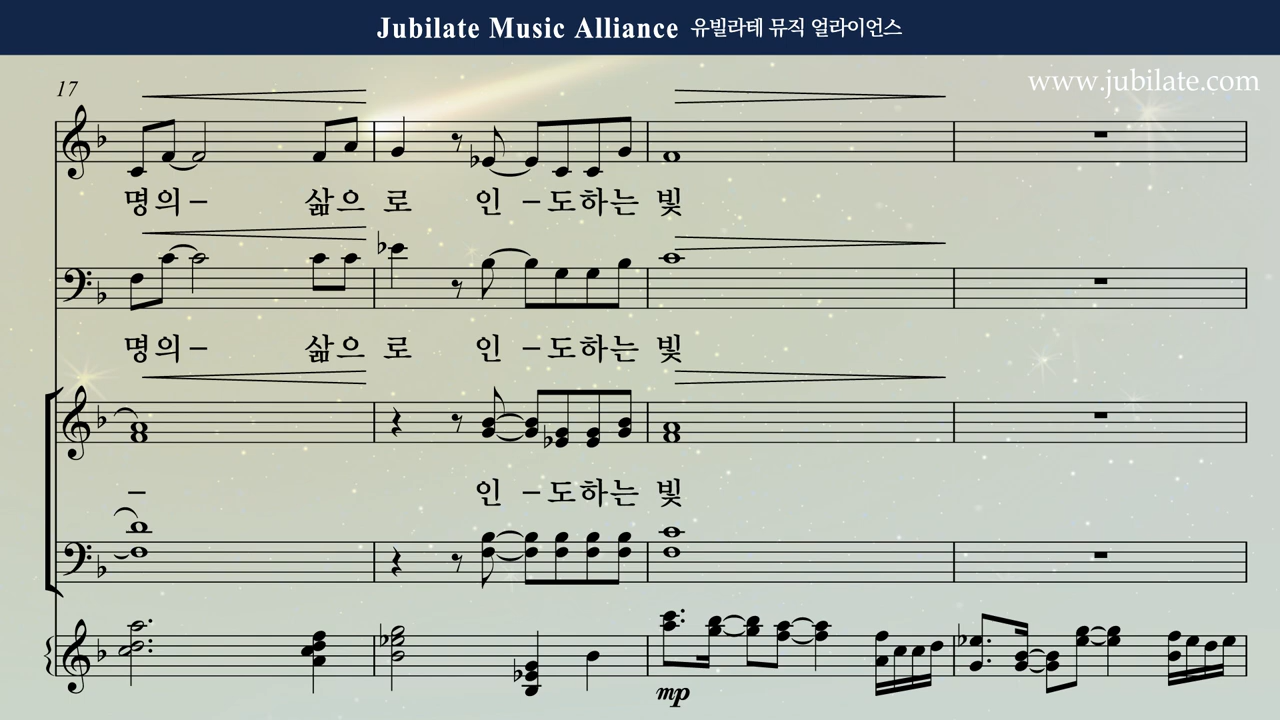 Jubilate Music Alliance 유빌라테 뮤직 얼라이언스
www.jubilate.com
17
명의– 삶으 로 인 –도하는 빛
명의– 삶으 로 인 –도하는 빛
– 인 –도하는 빛
mp